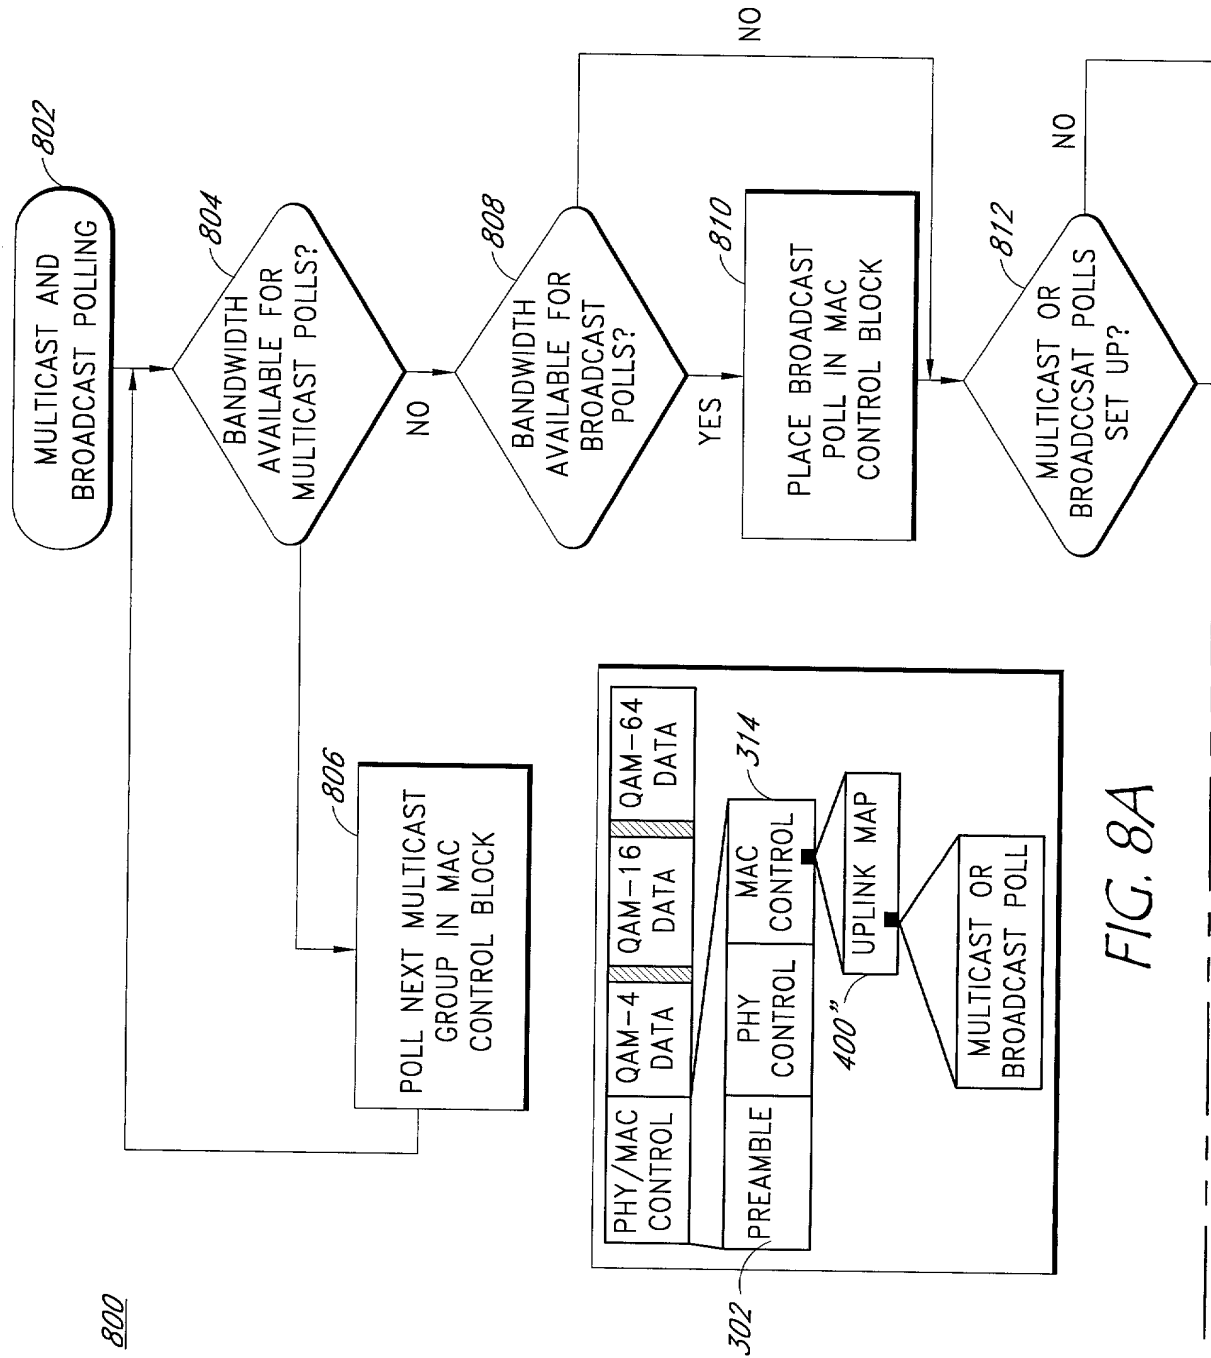 800
MULTICAST AND
BROADCAST POLLING
802
BANDWIDTH
AVAILABLE FOR
MULTICAST POLLS?
804
POLL NEXT MULTICAST
GROUP IN MAC
CONTROL BLOCK
806
NO
BANDWIDTH
AVAILABLE FOR
BROADCAST
POLLS?
808
NO
YES
PLACE BROADCAST
POLL IN MAC
CONTROL BLOCK
810
MULTICAST OR
BROADCCSAT POLLS
SET UP?
812
NO
PHY/MAC
CONTROL
QAM-4
DATA
QAM-16
DATA
QAM-64
DATA
302
PREAMBLE
PHY
CONTROL
MAC
CONTROL
314
400"
UPLINK MAP
MULTICAST OR
BROADCAST POLL
FIG. 8A